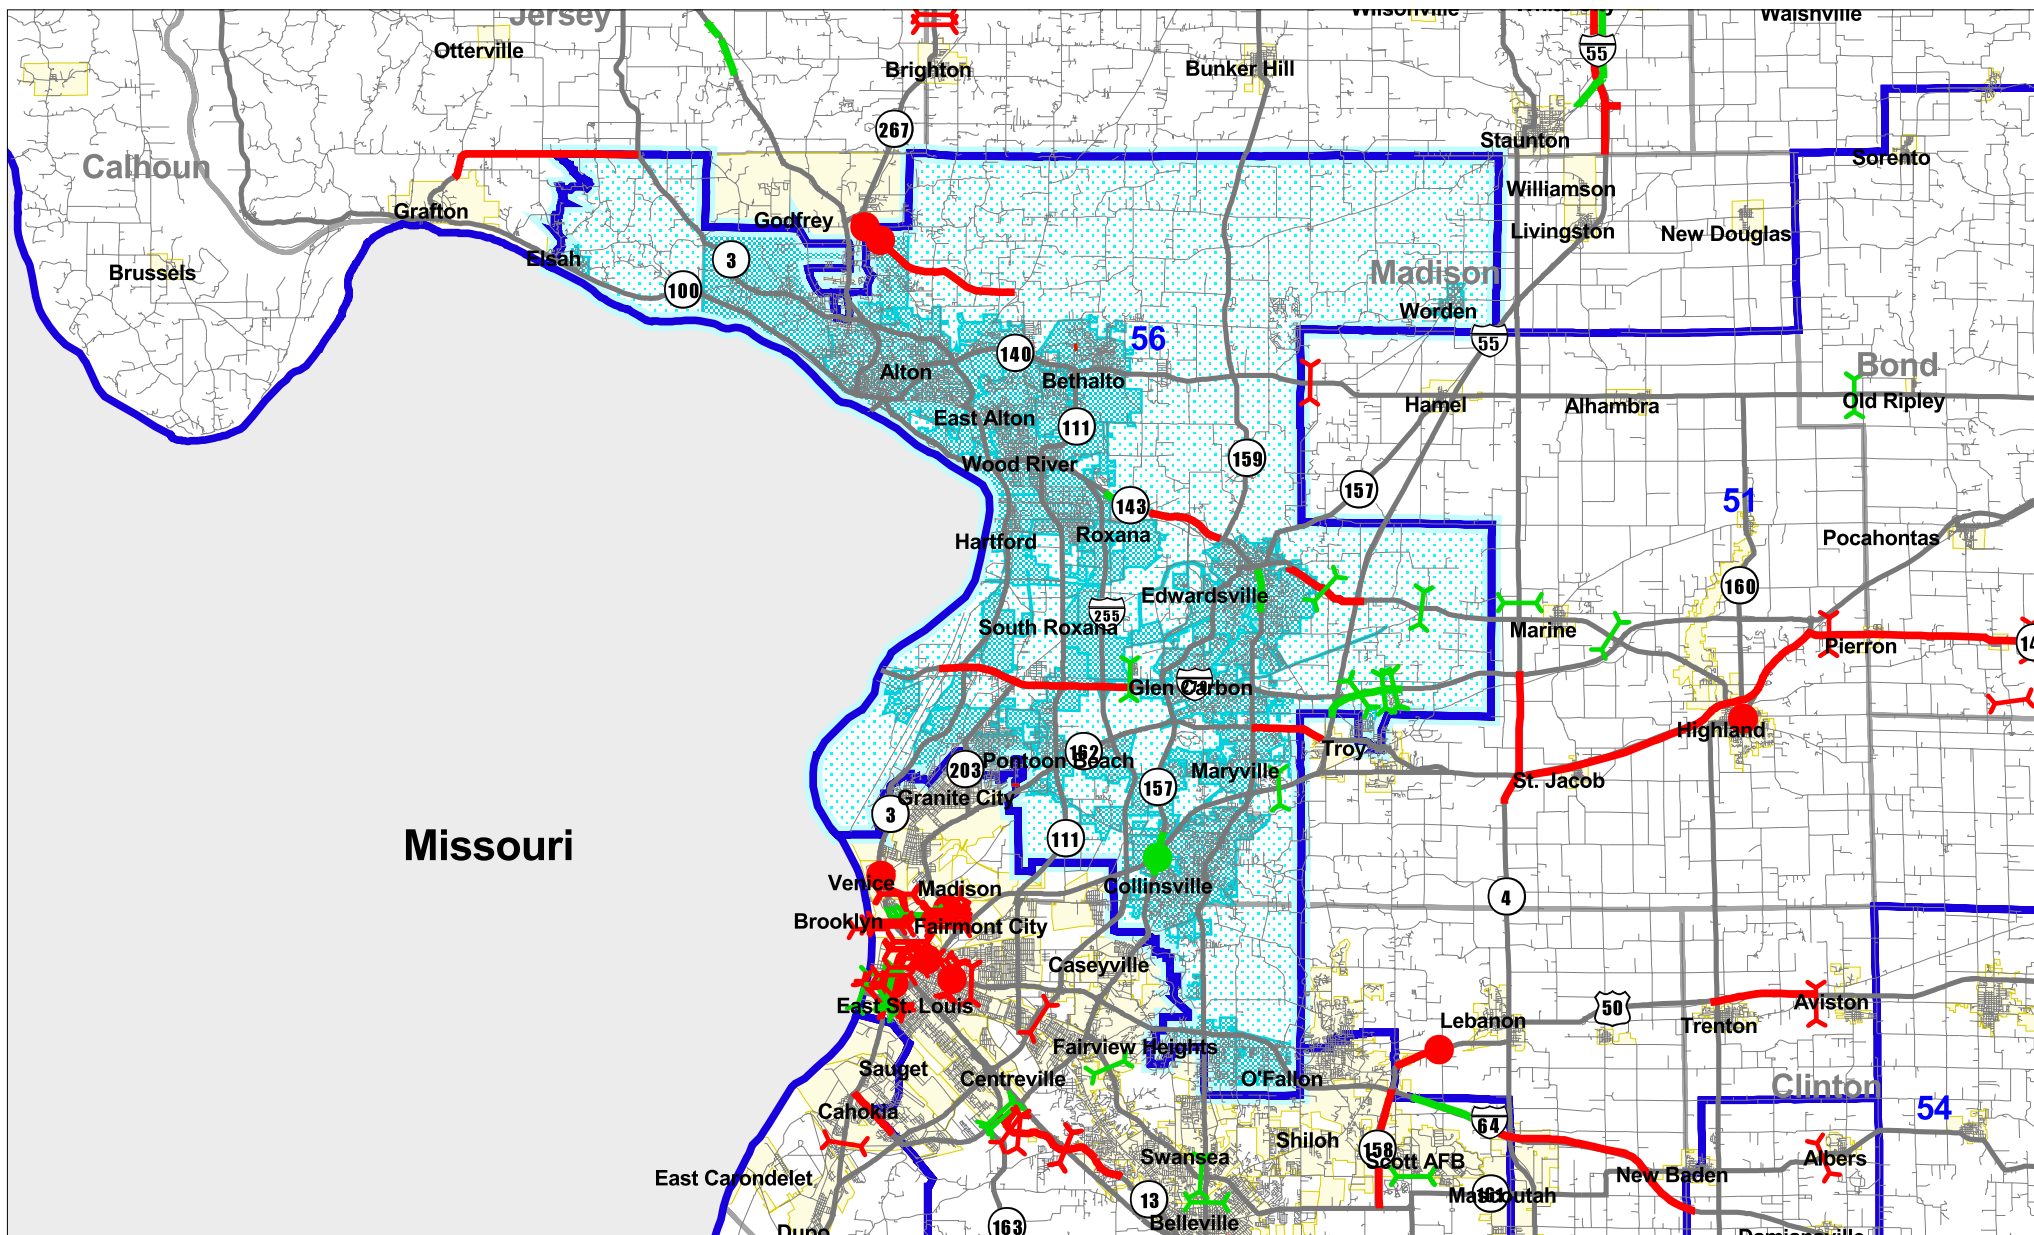 Jersey
Wilsonville
Walshville
Otterville
55
Brighton
Bunker Hill
267
Staunton
Sorento
Calhoun
Williamson
Grafton
Godfrey
Livingston
New Douglas
Elsah
3
Brussels
Madison
100
Worden
56
55
140
Bond
Alton
Bethalto
Old Ripley
Hamel
Alhambra
East Alton
111
159
Wood River
157
51
143
Roxana
Hartford
Pocahontas
160
Edwardsville
255
South Roxana
Marine
Pierron
Glen Carbon
Highland
162
Troy
Pontoon Beach
203
Maryville
St. Jacob
157
Granite City
3
111
Missouri
Venice
Madison
Collinsville
4
Brooklyn
Fairmont City
Caseyville
East St. Louis
50
Aviston
Lebanon
Trenton
Fairview Heights
Sauget
Centreville
O'Fallon
Clinton
54
Cahokia
64
Shiloh
158
Swansea
Scott AFB
Albers
East Carondelet
New Baden
13
Mascoutah
163
Belleville
Dupo
Damiansville